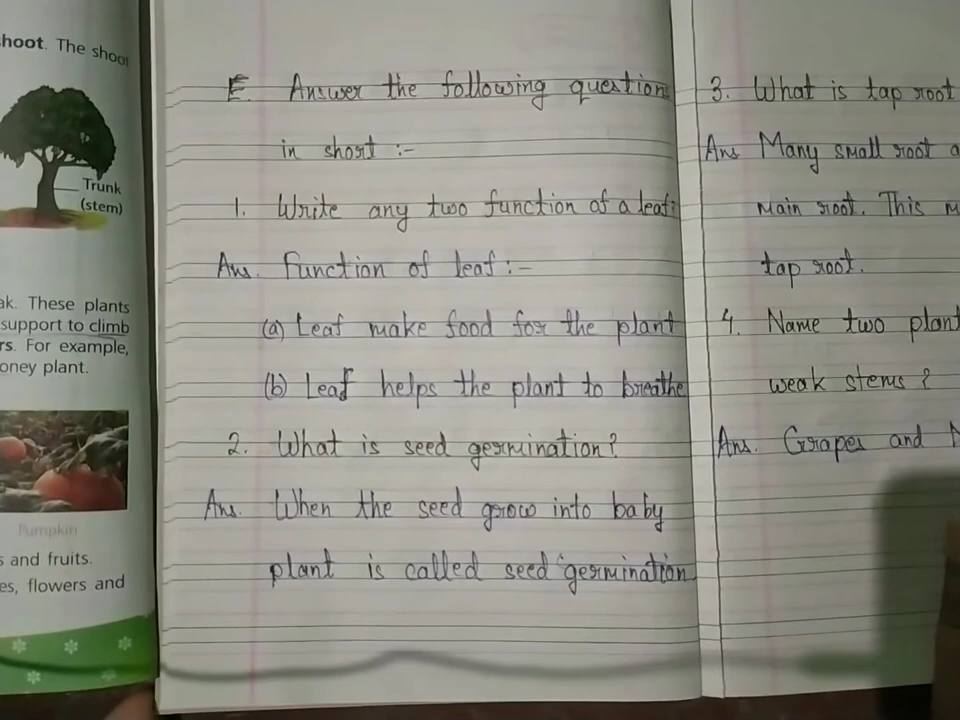 hoot. The shoot
Trunk
(stem)
ak. These plants
support to climb
rs. For example,
oney plant.
Pumpkin
s and fruits.
es, flowers and
E. Answer the following question
in short :-
1. Write any two function of a leaf?
Ans. Function of leaf :-
(a) Leaf make food for the plant
(b) Leaf helps the plant to breathe
2. What is seed germination?
Ans. When the seed grow into baby
plant is called seed germination
3. What is tap root
Ans Many small root a
main root. This m
tap root.
4. Name two plant
weak stems ?
Ans. Grapes and